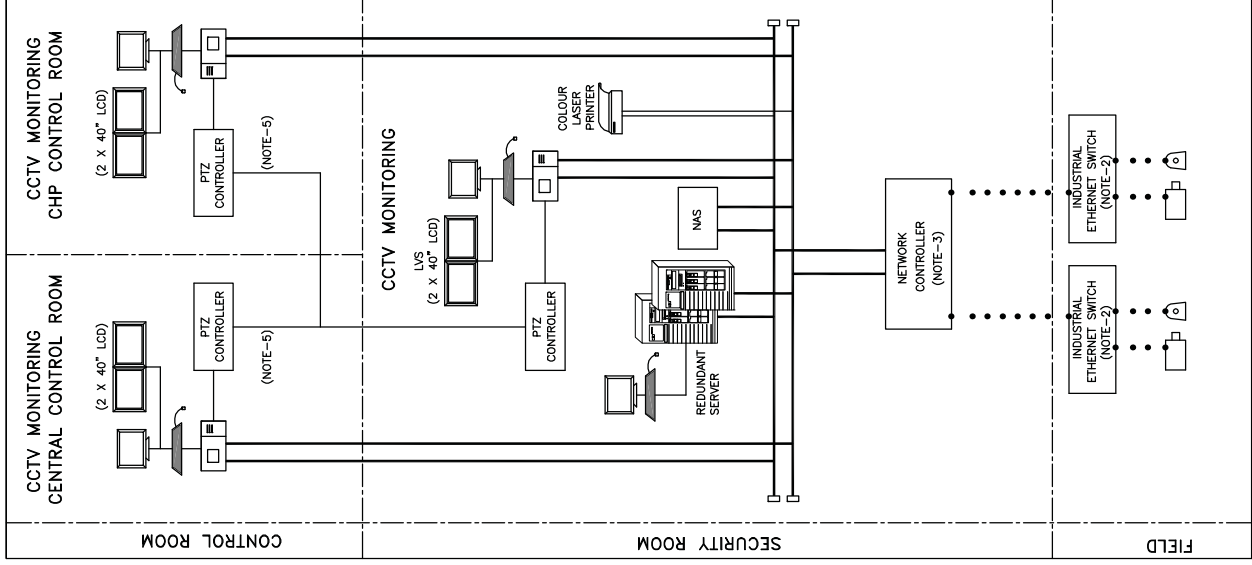 CCTV MONITORING
CENTRAL CONTROL ROOM
(2 X 40" LCD)
PTZ
CONTROLLER
(NOTE-5)
CCTV MONITORING
CHP CONTROL ROOM
(2 X 40" LCD)
PTZ
CONTROLLER
(NOTE-5)
CONTROL ROOM
CCTV MONITORING
LVS
(2 X 40" LCD)
PTZ
CONTROLLER
COLOUR
LASER
PRINTER
NAS
REDUNDANT
SERVER
NETWORK
CONTROLLER
(NOTE-3)
SECURITY ROOM
INDUSTRIAL
ETHERNET SWITCH
(NOTE-2)
INDUSTRIAL
ETHERNET SWITCH
(NOTE-2)
FIELD